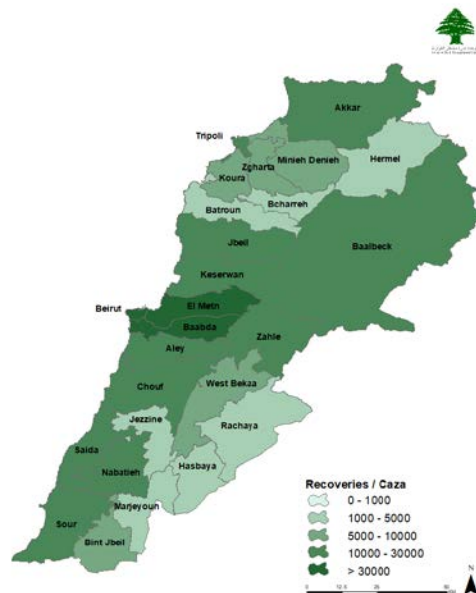 Akkar
Tripoli
Zgharta
Minieh Denieh
Hermel
Koura
Bcharreh
Batroun
Jbeil
Baalbeck
Keserwan
El Metn
Beirut
Baabda
Zahle
Aley
West Bekaa
Chouf
Jezzine
Rachaya
Saida
Hasbaya
Nabatieh
Marjeyoun
Sour
Bint Jbeil
Recoveries / Caza
0 - 1000
1000 - 5000
5000 - 10000
10000 - 30000
> 30000
N